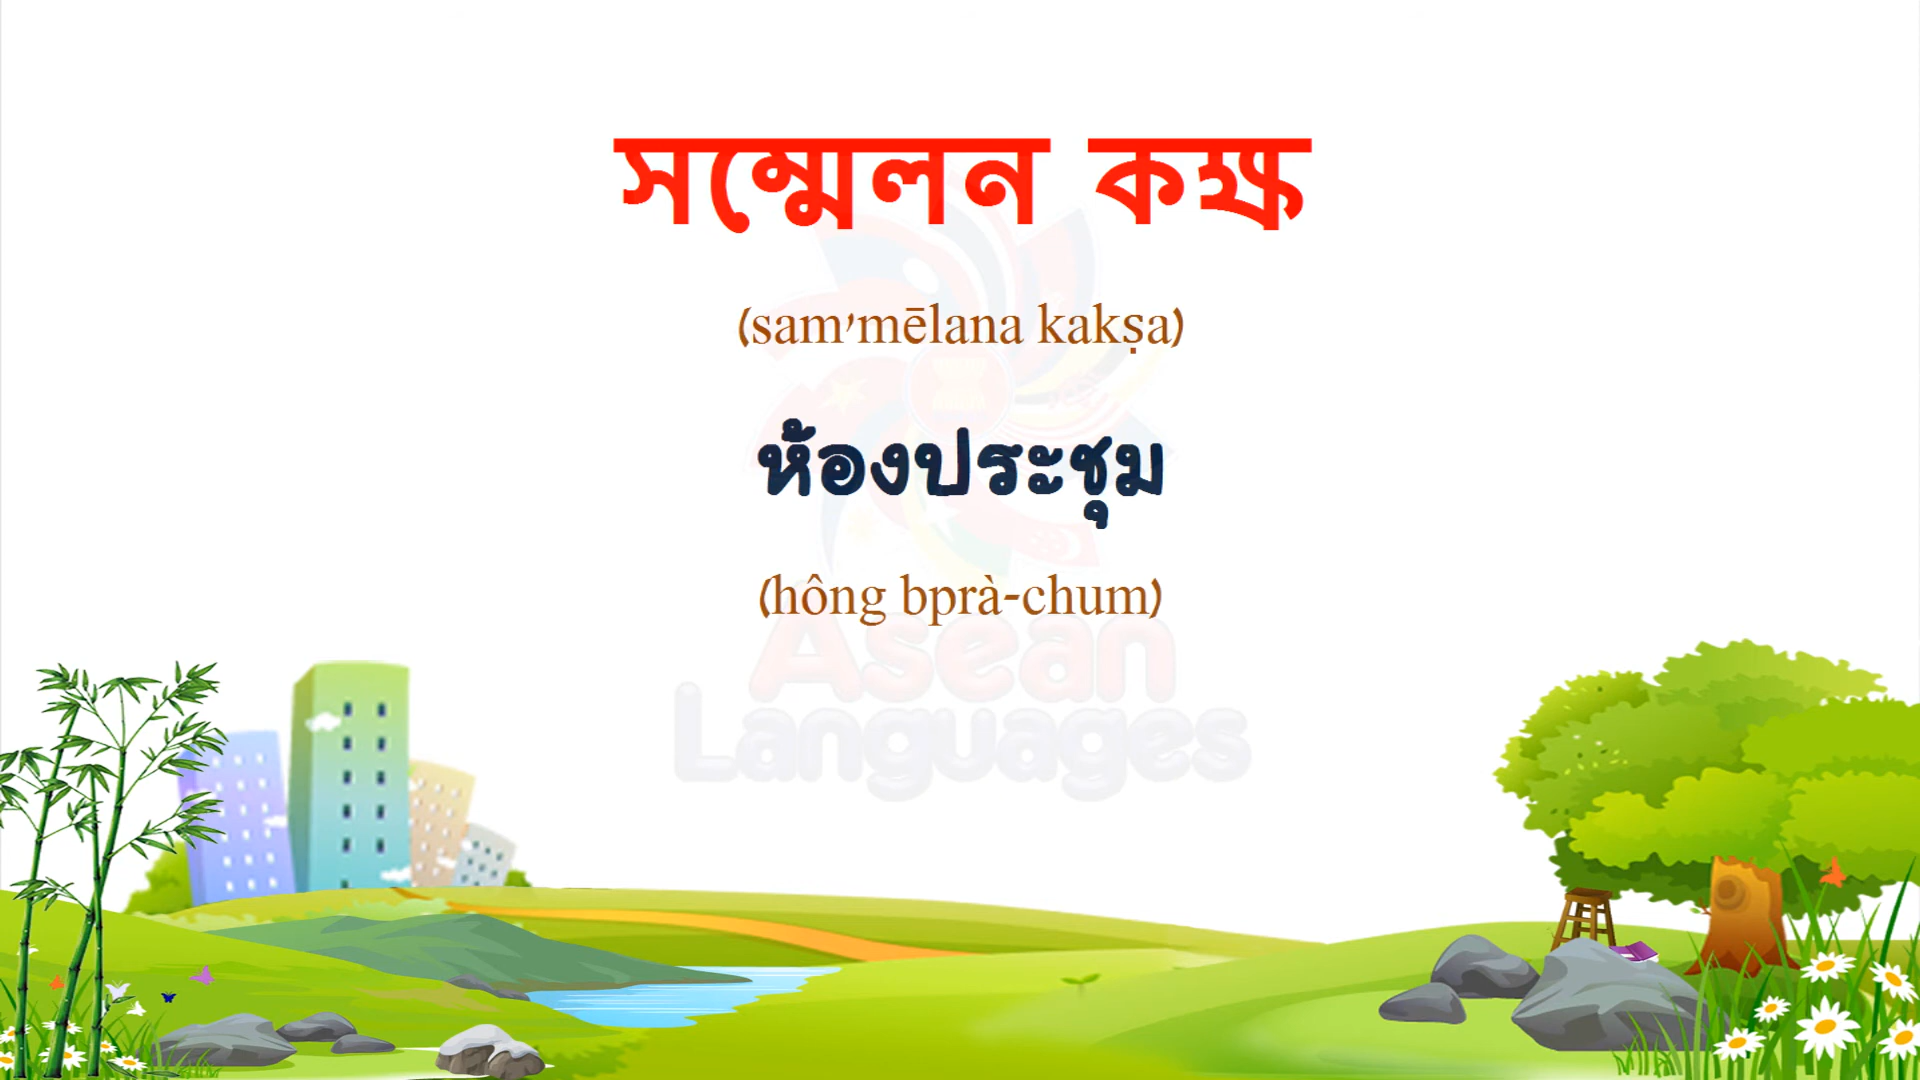 সম্মেলন কক্ষ
(sam'mēlana kakṣa)
ห้องประชุม
(hông bprà-chum)
Asean
Languages